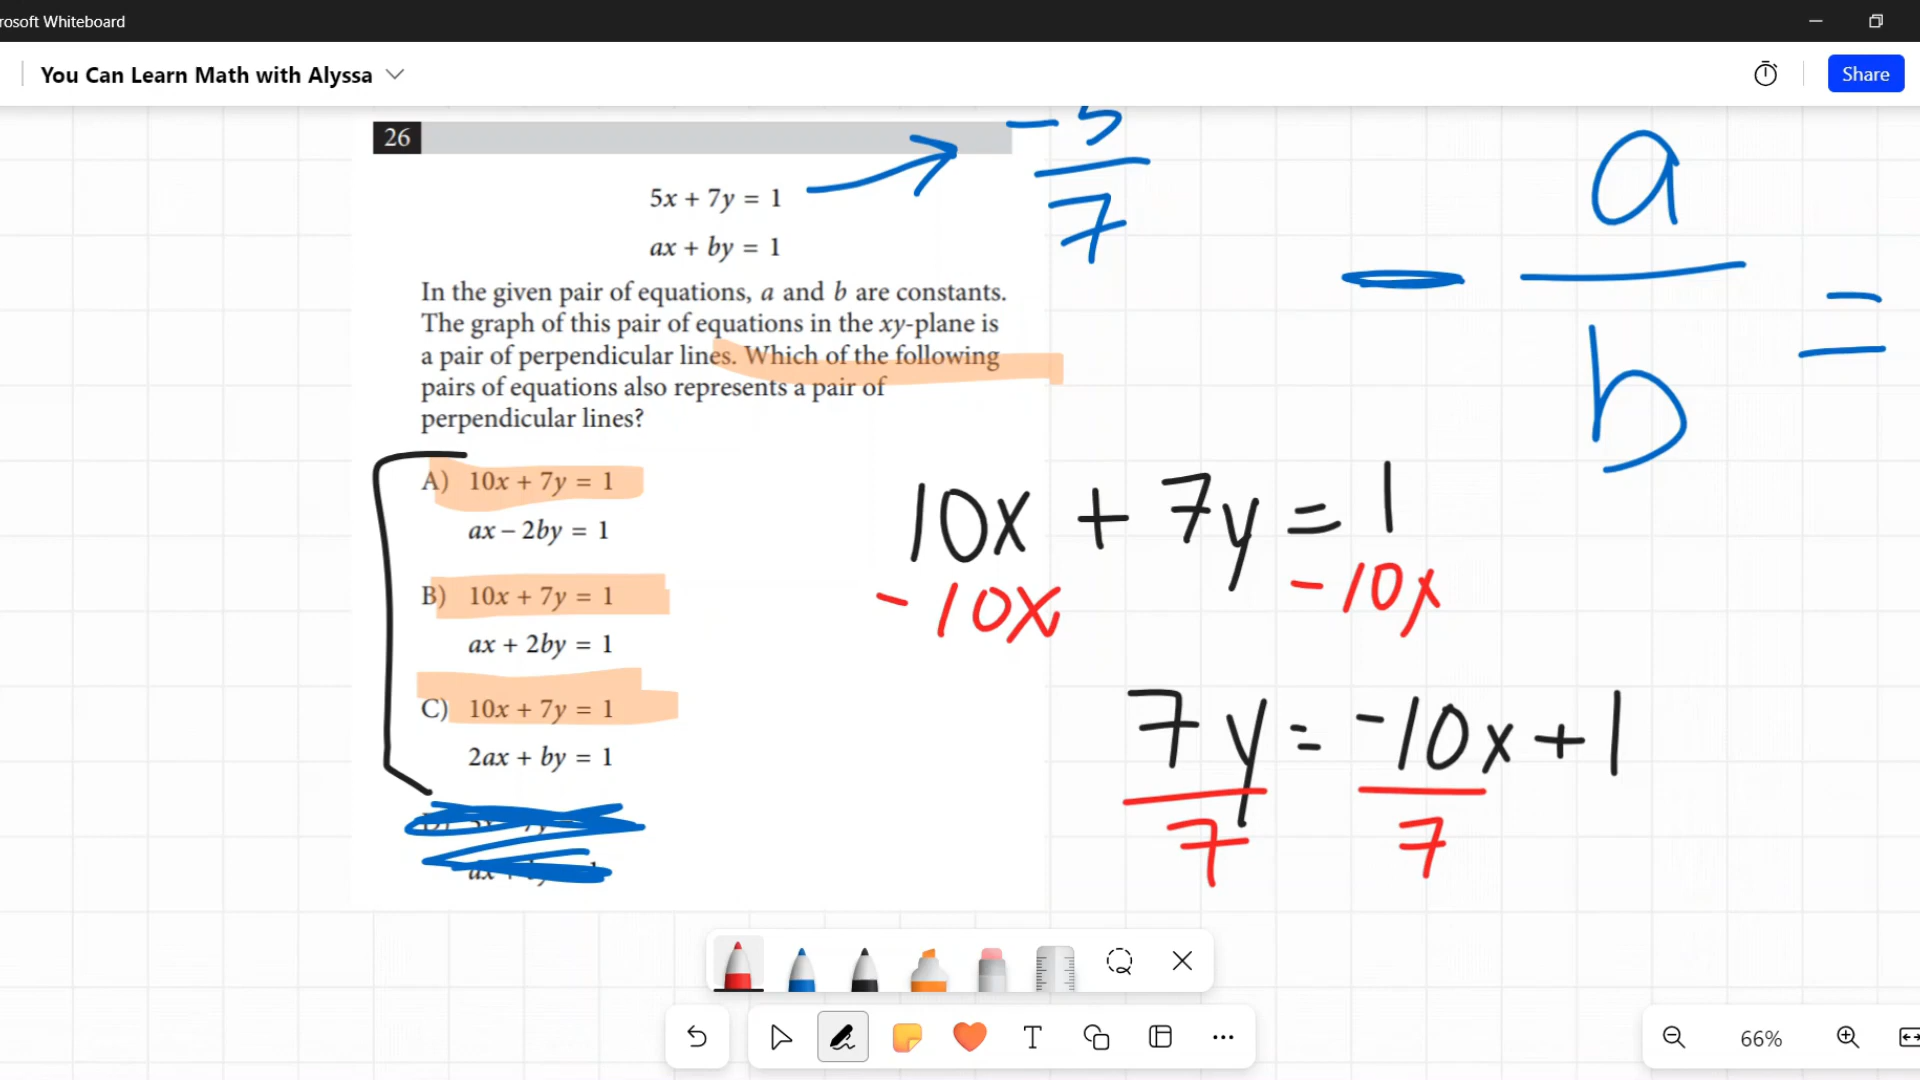 rosoft Whiteboard
You Can Learn Math with Alyssa
Share
26
5x + 7y = 1
ax + by = 1
In the given pair of equations, a and b are constants.
The graph of this pair of equations in the xy-plane is
a pair of perpendicular lines. Which of the following
pairs of equations also represents a pair of
perpendicular lines?
A) 10x + 7y = 1
ax – 2by = 1
B) 10x + 7y = 1
ax + 2by = 1
C) 10x + 7y = 1
2ax + by = 1
-5
7
- a
b
=
10x + 7y = 1
-10x -10x
7y = -10x + 1
7 7
T
66%